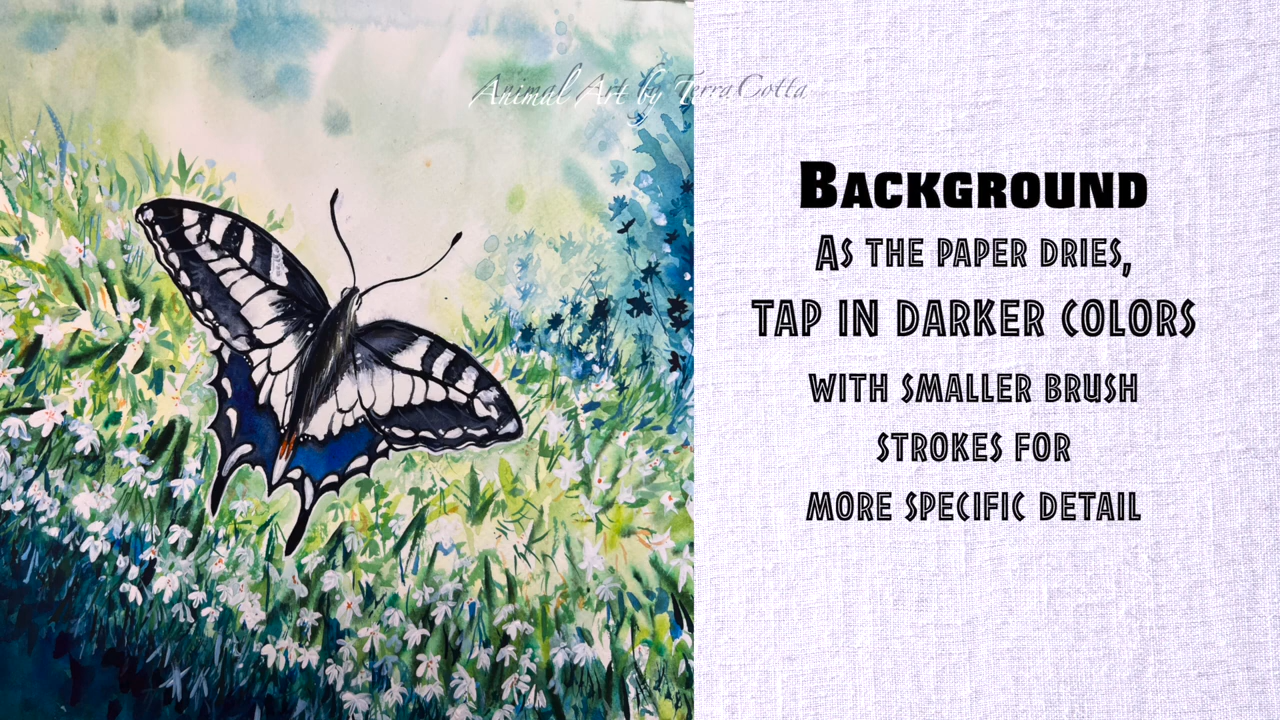 Animal Art by TerraCotta
BACKGROUND
AS THE PAPER DRIES,
TAP IN DARKER COLORS
WITH SMALLER BRUSH
STROKES FOR
MORE SPECIFIC DETAIL